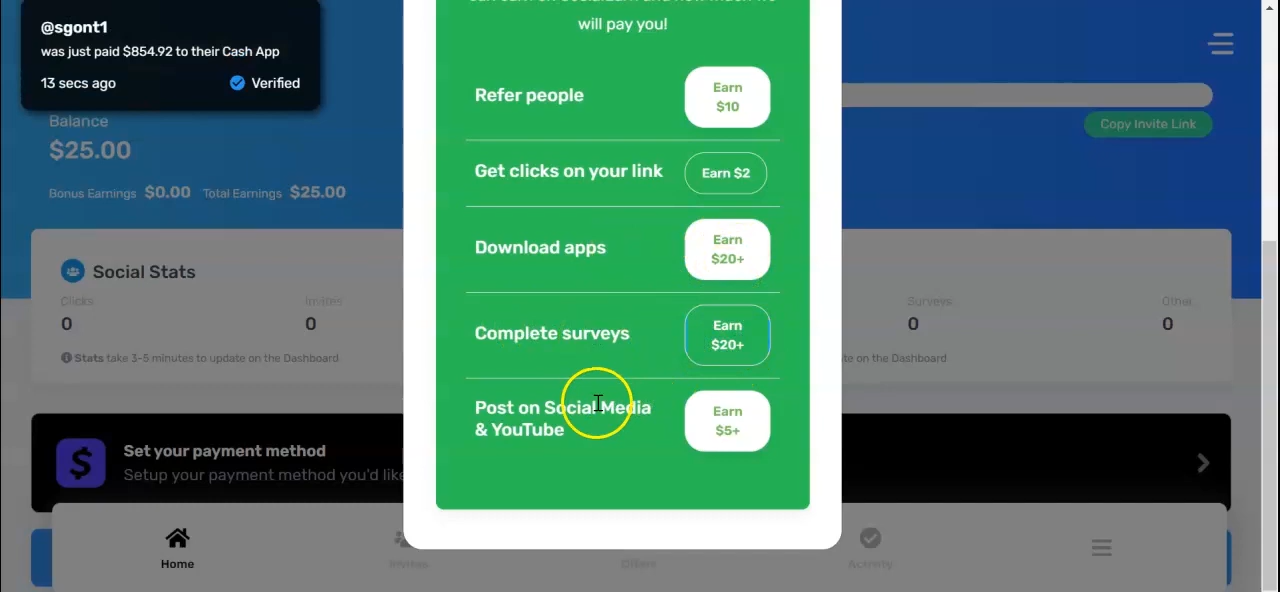 @sgont1
was just paid $854.92 to their Cash App
13 secs ago
Verified
Balance
$25.00
Bonus Earnings $0.00 Total Earnings $25.00
Copy Invite Link
will pay you!
Refer people
Earn
$10
Get clicks on your link
Earn $2
Download apps
Earn
$20+
Complete surveys
Earn
$20+
Post on Social Media
& YouTube
Earn
$5+
Social Stats
Clicks
0
Invites
0
Stats take 3-5 minutes to update on the Dashboard
Surveys
0
Other
0
on the Dashboard
Set your payment method
Setup your payment method you'd like
Home
Invites
Offers
Activity